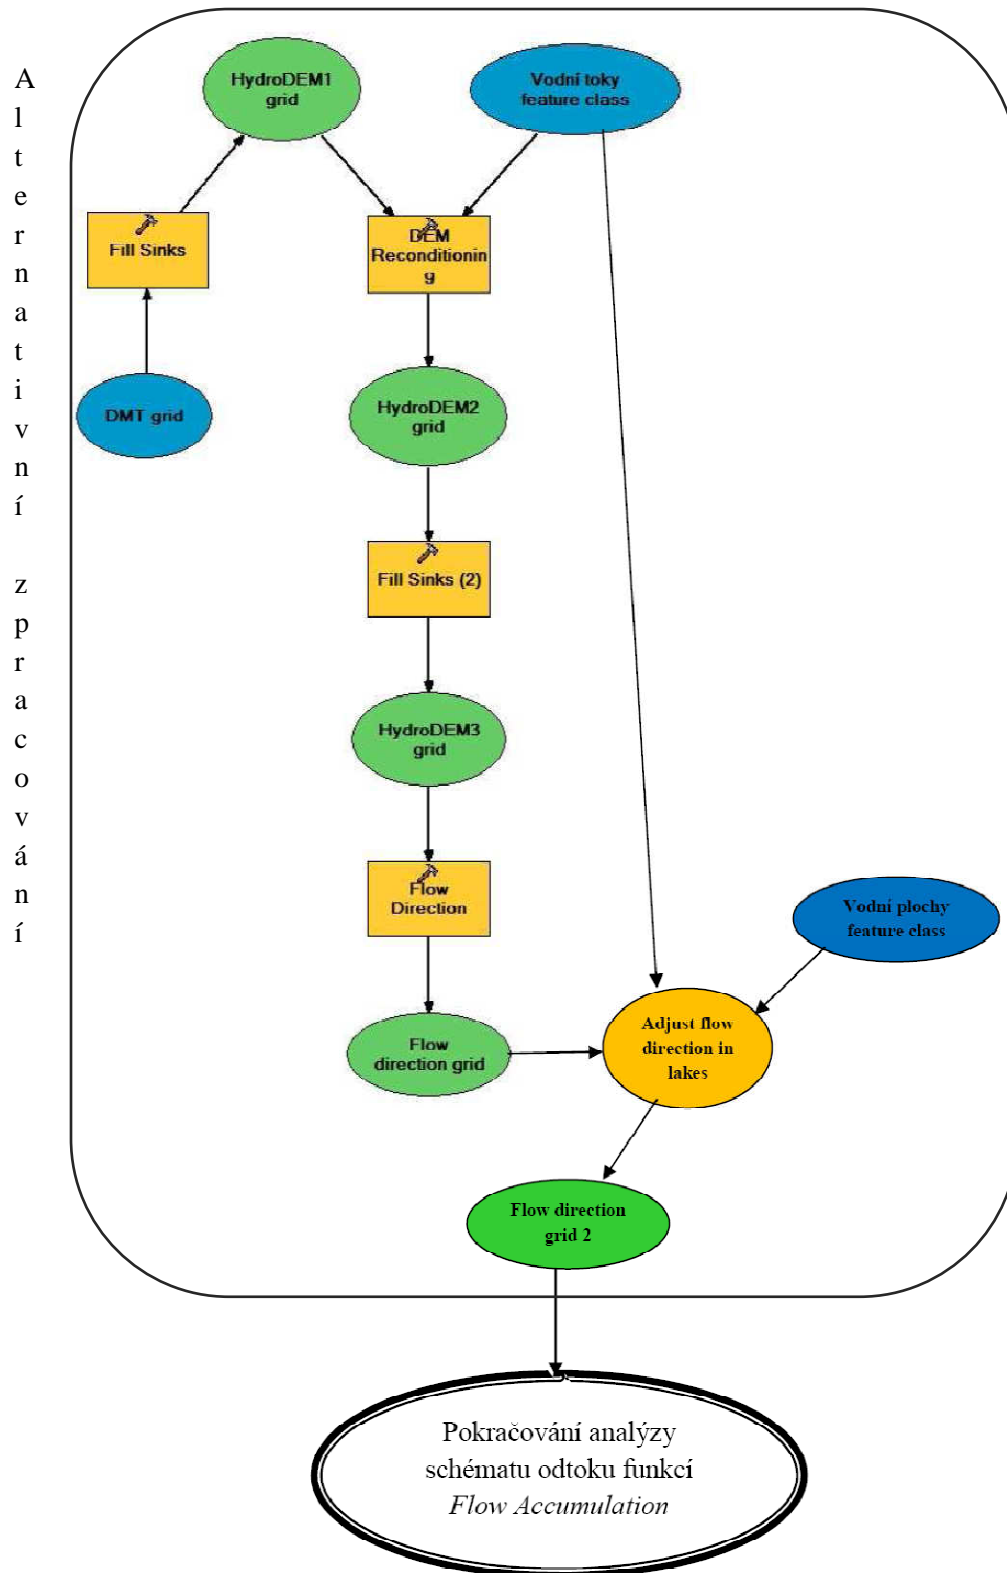 Alternativní zpracování
HydroDEM1
grid
Vodní toky
feature class
Fill Sinks
DEM
Reconditionin
g
DMT grid
HydroDEM2
grid
Fill Sinks (2)
HydroDEM3
grid
Flow
Direction
Vodní plochy
feature class
Flow
direction grid
Adjust flow
direction in
lakes
Flow direction
grid 2
Pokračování analýzy
schématu odtoku funkcí
Flow Accumulation